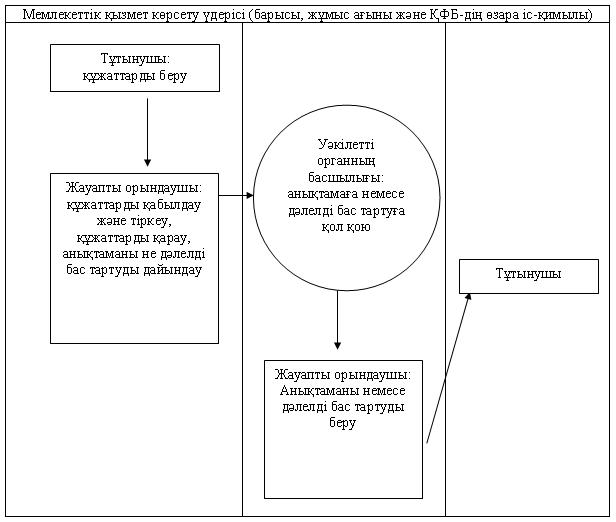 Мемлекеттік қызмет көрсету үдерісі (барысы, жұмыс ағыны және ҚФБ-дің өзара іс-қимылы)
Тұтынушы:
құжаттарды беру
Жауапты орындаушы:
құжаттарды қабылдау
және тіркеу,
құжаттарды қарау,
анықтаманы не дәлелді
бас тартуды дайындау
Уәкілетті
органның
басшылығы:
анықтамаға немесе
дәлелді бас тартуға
қол қою
Жауапты орындаушы:
Анықтаманы немесе
дәлелді бас тартуды
беру
Тұтынушы